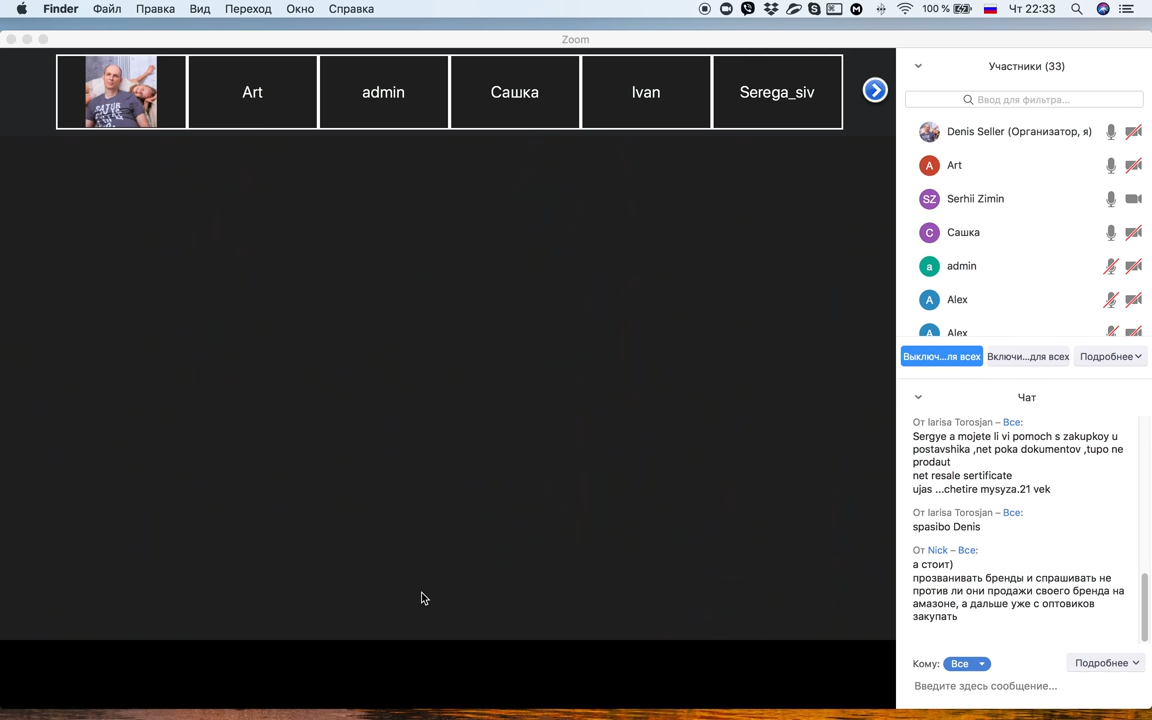 Finder Файл Правка Вид Переход Окно Справка 100 % Чт 22:33
Zoom
Art admin Сашка Ivan Serega_siv
Участники (33)
Ввод для фильтра...
Denis Seller (Организатор, я)
A Art
SZ Serhii Zimin
С Сашка
a admin
A Alex
A Alex
Выключ...ля всех Включи...для всех Подробнее
Чат
От larisa Torosjan – Все:
Sergye a mojete li vi pomoch s zakupkoy u
postavshika ,net poka dokumentov ,tupo ne
prodaut
net resale sertificate
ujas ...chetire mysyza.21 vek
От larisa Torosjan – Все:
spasibo Denis
От Nick – Все:
а стоит)
прозванивать бренды и спрашивать не
против ли они продажи своего бренда на
амазоне, а дальше уже с оптовиков
закупать
Кому: Все Подробнее
Введите здесь сообщение...